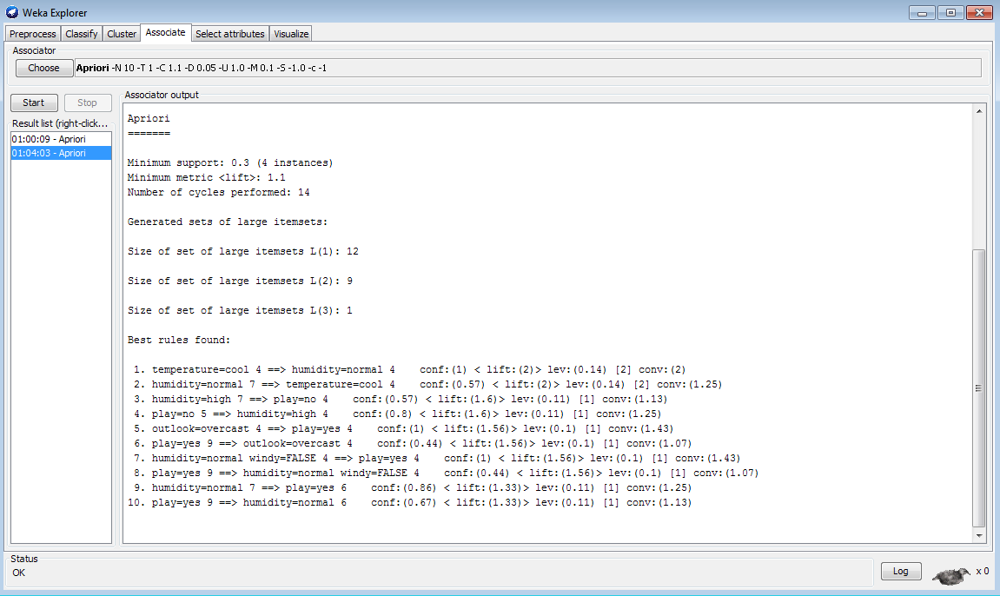 Weka Explorer
Preprocess Classify Cluster Associate Select attributes Visualize
Associator
Choose Apriori -N 10 -T 1 -C 1.1 -D 0.05 -U 1.0 -M 0.1 -S -1.0 -c -1
Start Stop
Result list (right-click...
01:00:09 - Apriori
01:04:03 - Apriori
Associator output
Apriori
=======
Minimum support: 0.3 (4 instances)
Minimum metric <lift>: 1.1
Number of cycles performed: 14
Generated sets of large itemsets:
Size of set of large itemsets L(1): 12
Size of set of large itemsets L(2): 9
Size of set of large itemsets L(3): 1
Best rules found:
1. temperature=cool 4 ==> humidity=normal 4 conf:(1) < lift:(2)> lev:(0.14) [2] conv:(2)
2. humidity=normal 7 ==> temperature=cool 4 conf:(0.57) < lift:(2)> lev:(0.14) [2] conv:(1.25)
3. humidity=high 7 ==> play=no 4 conf:(0.57) < lift:(1.6)> lev:(0.11) [1] conv:(1.13)
4. play=no 5 ==> humidity=high 4 conf:(0.8) < lift:(1.6)> lev:(0.11) [1] conv:(1.25)
5. outlook=overcast 4 ==> play=yes 4 conf:(1) < lift:(1.56)> lev:(0.1) [1] conv:(1.43)
6. play=yes 9 ==> outlook=overcast 4 conf:(0.44) < lift:(1.56)> lev:(0.1) [1] conv:(1.07)
7. humidity=normal windy=FALSE 4 ==> play=yes 4 conf:(1) < lift:(1.56)> lev:(0.1) [1] conv:(1.43)
8. play=yes 9 ==> humidity=normal windy=FALSE 4 conf:(0.44) < lift:(1.56)> lev:(0.1) [1] conv:(1.07)
9. humidity=normal 7 ==> play=yes 6 conf:(0.86) < lift:(1.33)> lev:(0.11) [1] conv:(1.25)
10. play=yes 9 ==> humidity=normal 6 conf:(0.67) < lift:(1.33)> lev:(0.11) [1] conv:(1.13)
Status
OK
Log
x 0